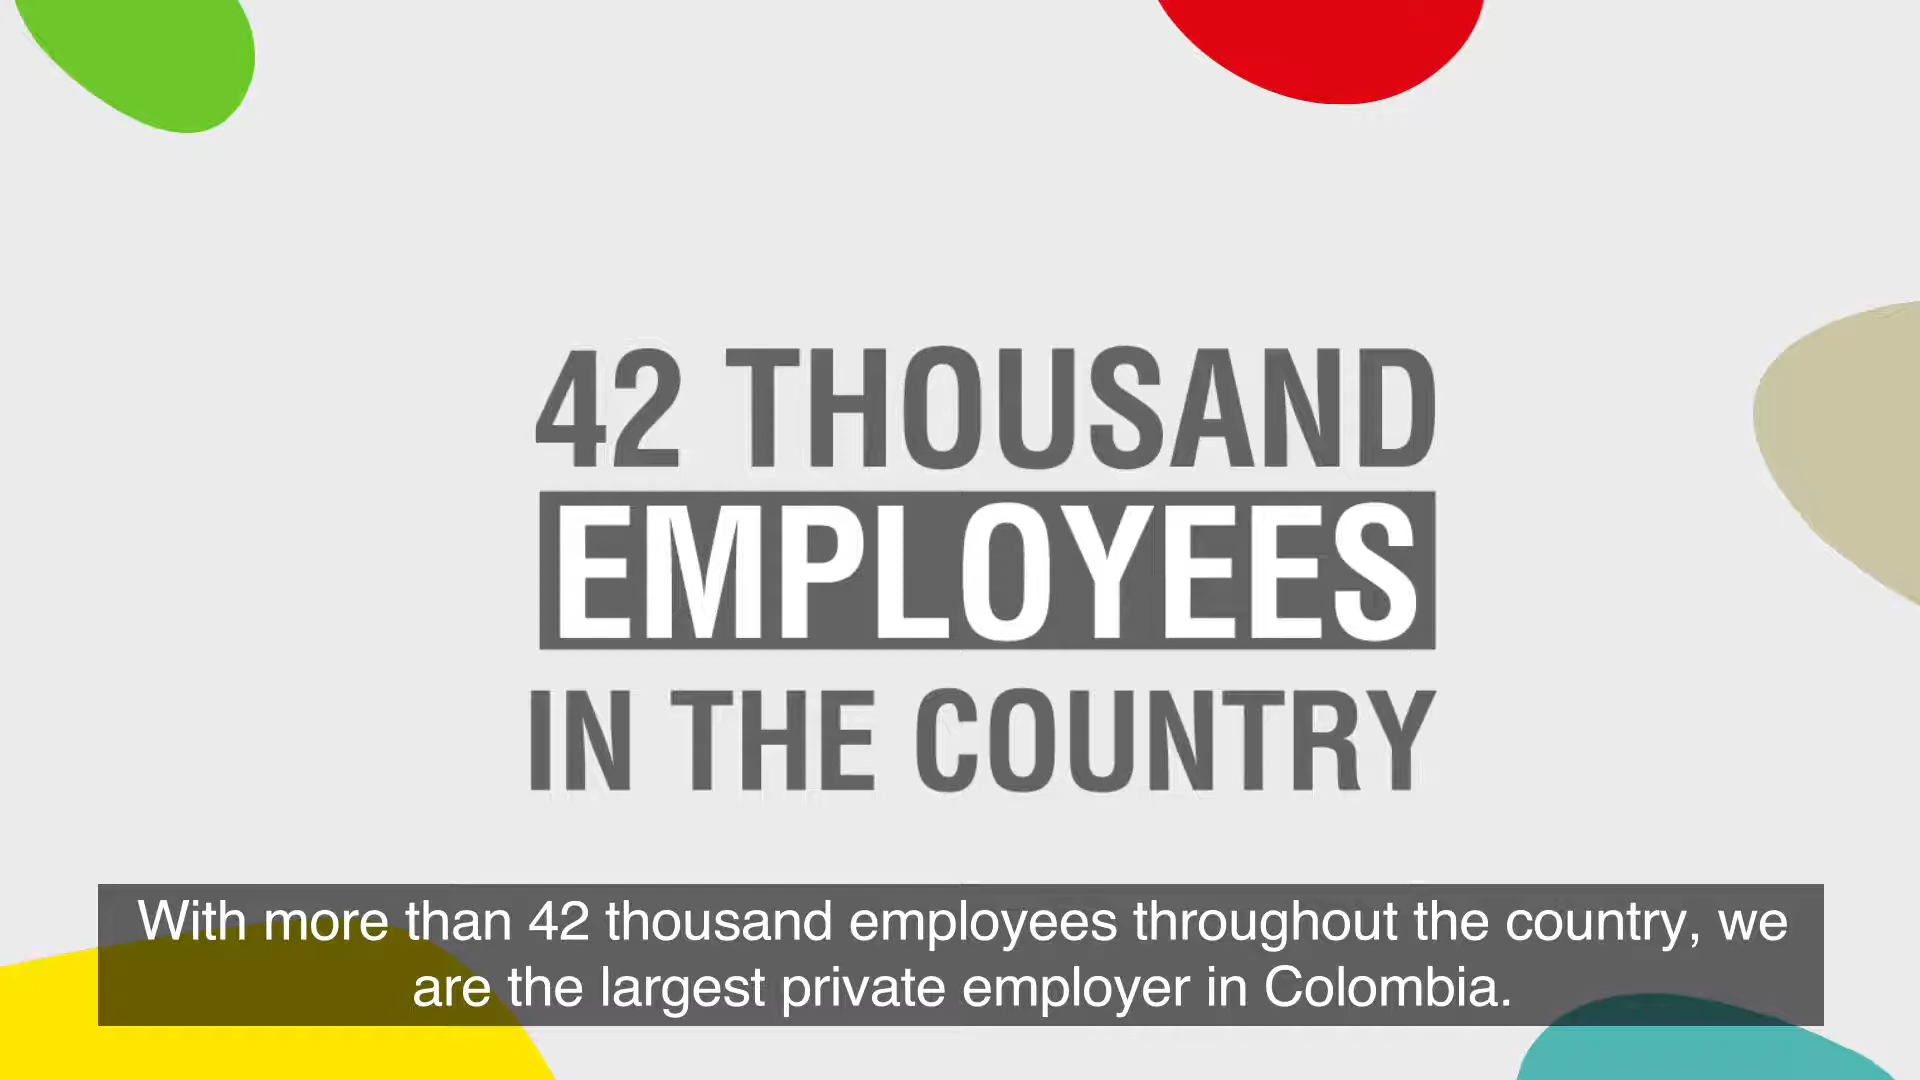 42 THOUSAND
EMPLOYEES
IN THE COUNTRY
With more than 42 thousand employees throughout the country, we
are the largest private employer in Colombia.